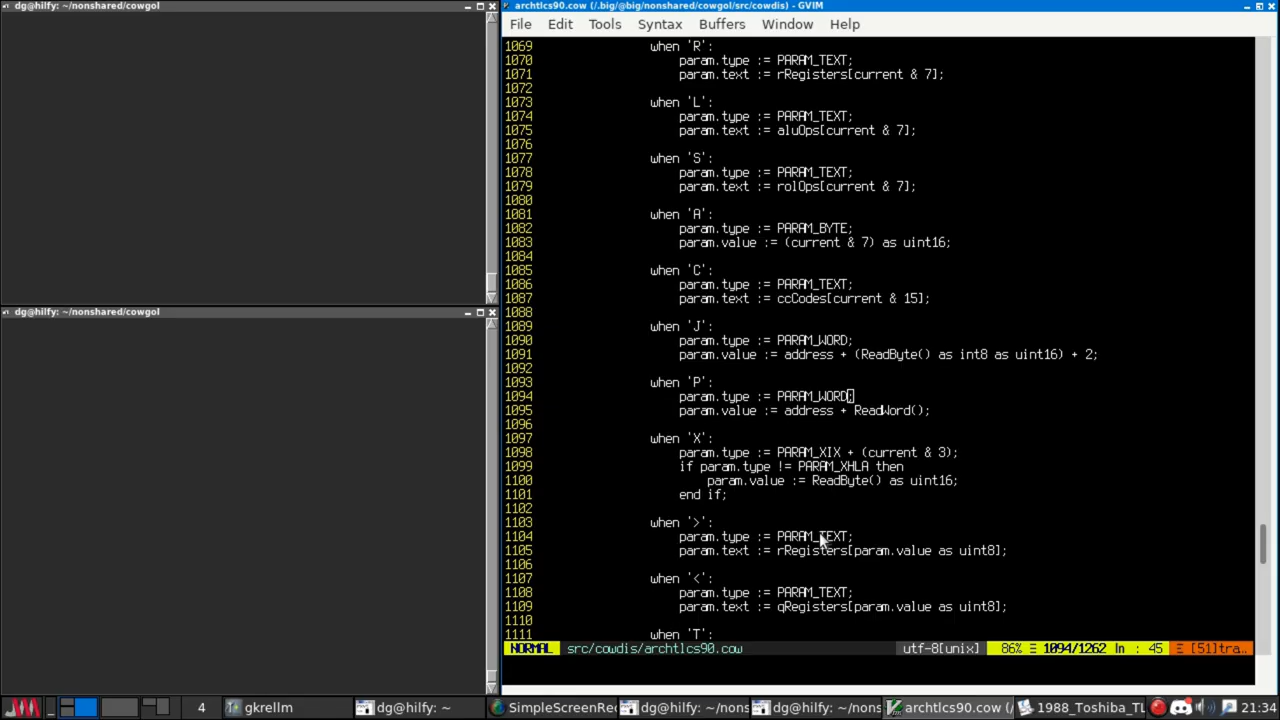 dg@hilfy: ~/nonshared/cowgol
dg@hilfy: ~/nonshared/cowgol
archtlcs90.cow (/.big/@big/nonshared/cowgol/src/cowdis) - GVIM
File Edit Tools Syntax Buffers Window Help
1069 when 'R':
1070 param.type := PARAM_TEXT;
1071 param.text := rRegisters[current & 7];
1072
1073 when 'L':
1074 param.type := PARAM_TEXT;
1075 param.text := aluOps[current & 7];
1076
1077 when 'S':
1078 param.type := PARAM_TEXT;
1079 param.text := rolOps[current & 7];
1080
1081 when 'A':
1082 param.type := PARAM_BYTE;
1083 param.value := (current & 7) as uint16;
1084
1085 when 'C':
1086 param.type := PARAM_TEXT;
1087 param.text := ccCodes[current & 15];
1088
1089 when 'J':
1090 param.type := PARAM_WORD;
1091 param.value := address + (ReadByte() as int8 as uint16) + 2;
1092
1093 when 'P':
1094 param.type := PARAM_WORD;
1095 param.value := address + ReadWord();
1096
1097 when 'X':
1098 param.type := PARAM_XIX + (current & 3);
1099 if param.type != PARAM_XHLA then
1100 param.value := ReadByte() as uint16;
1101 end if;
1102
1103 when '>':
1104 param.type := PARAM_TEXT;
1105 param.text := rRegisters[param.value as uint8];
1106
1107 when '<':
1108 param.type := PARAM_TEXT;
1109 param.text := qRegisters[param.value as uint8];
1110
1111 when 'T':
NORMAL src/cowdis/archtlcs90.cow utf-8[unix] 86% Ξ 1094/1262 ln : 45 Ξ [51]tra..
4 gkrellm dg@hilfy: ~ SimpleScreenRec dg@hilfy: ~/nons dg@hilfy: ~/nons archtlcs90.cow (/ 1988_Toshiba_TL 21:34